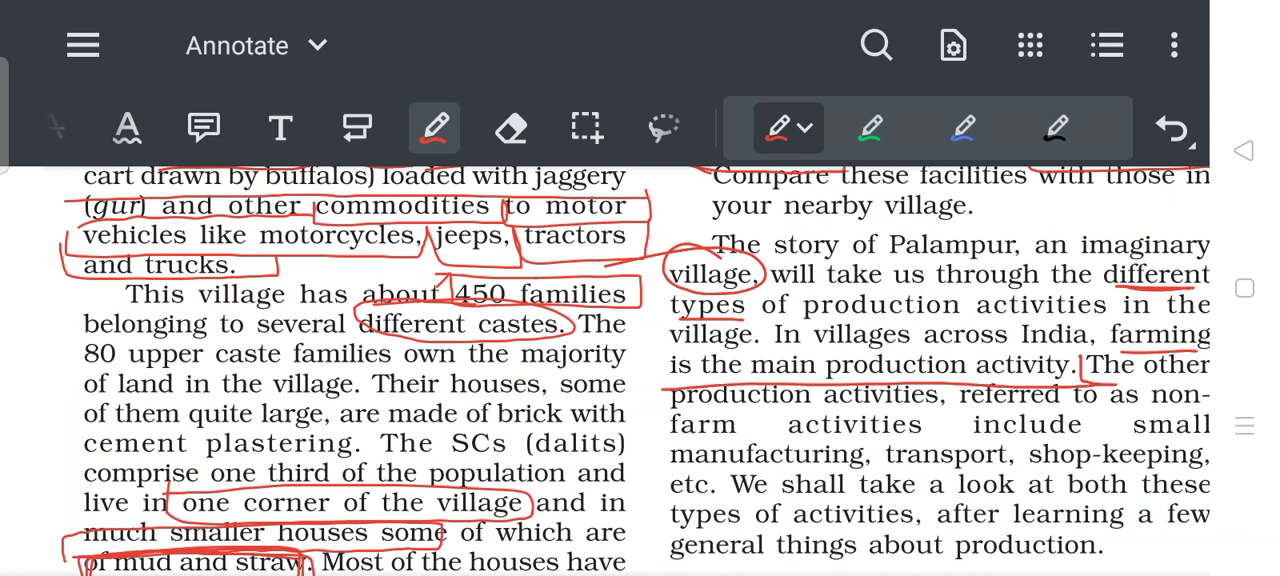 Annotate
cart drawn by buffalos) loaded with jaggery
(gur) and other commodities to motor
vehicles like motorcycles, jeeps, tractors
and trucks.
This village has about 450 families
belonging to several different castes. The
80 upper caste families own the majority
of land in the village. Their houses, some
of them quite large, are made of brick with
cement plastering. The SCs (dalits)
comprise one third of the population and
live in one corner of the village and in
much smaller houses some of which are
of mud and straw. Most of the houses have
Compare these facilities with those in
your nearby village.
The story of Palampur, an imaginary
village, will take us through the different
types of production activities in the
village. In villages across India, farming
is the main production activity. The other
production activities, referred to as non-
farm activities include small
manufacturing, transport, shop-keeping,
etc. We shall take a look at both these
types of activities, after learning a few
general things about production.